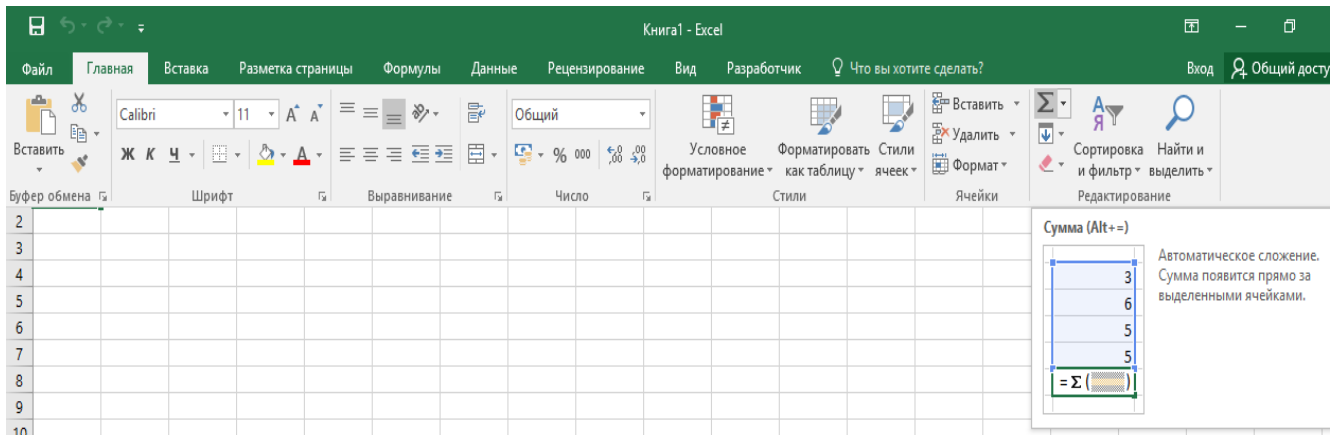 Книга1 - Excel
Файл Главная Вставка Разметка страницы Формулы Данные Рецензирование Вид Разработчик Что вы хотите сделать? Вход Общий досту
Вставить
Calibri 11
Ж К Ч
Общий
% 000
Условное форматирование
Форматировать как таблицу
Стили ячеек
Вставить
Удалить
Формат
Σ
Сортировка и фильтр
Найти и выделить
Буфер обмена Шрифт Выравнивание Число Стили Ячейки Редактирование
2
3
4
5
6
7
8
9
10
Сумма (Alt+=)
3
6
5
5
=Σ( )
Автоматическое сложение.
Сумма появится прямо за
выделенными ячейками.